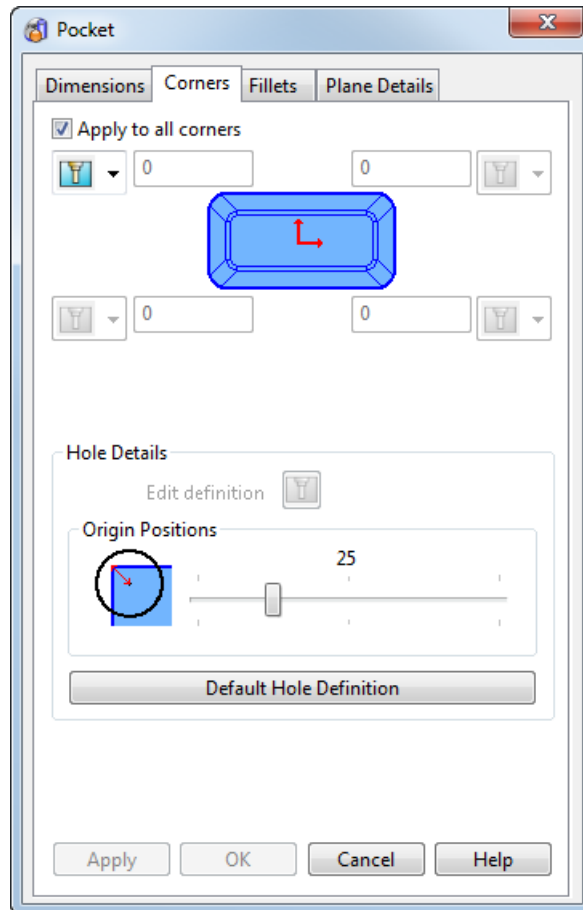 Pocket
Dimensions Corners Fillets Plane Details
Apply to all corners
0 0
0 0
Hole Details
Edit definition
Origin Positions
25
Default Hole Definition
Apply OK Cancel Help